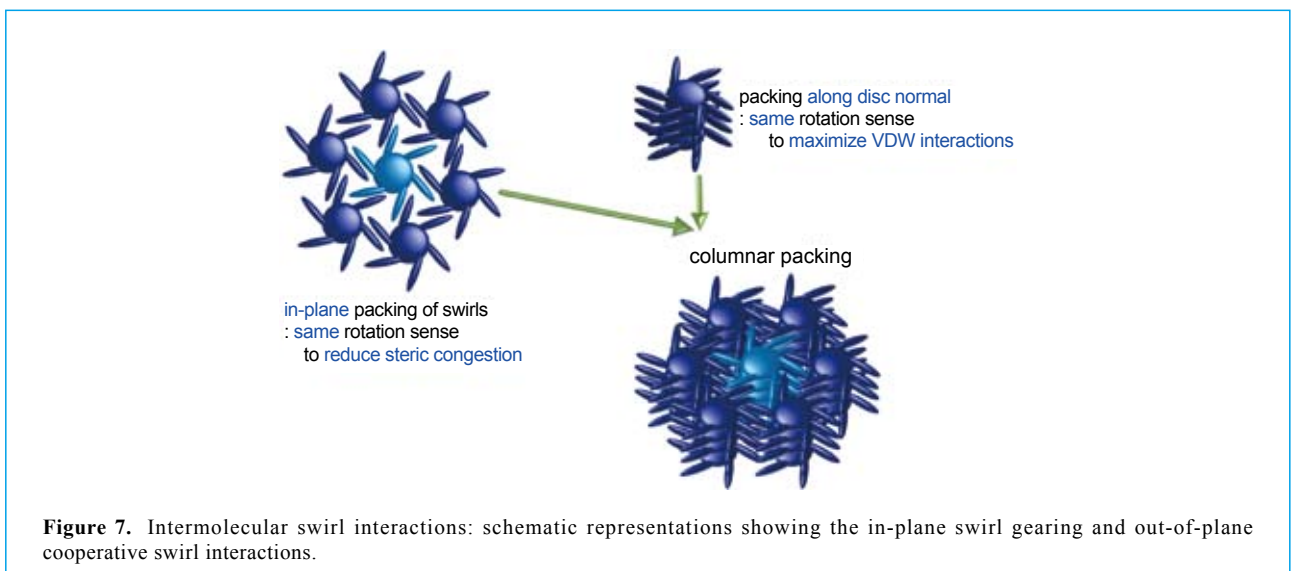 packing along disc normal
: same rotation sense
to maximize VDW interactions
columnar packing
in-plane packing of swirls
: same rotation sense
to reduce steric congestion
Figure 7. Intermolecular swirl interactions: schematic representations showing the in-plane swirl gearing and out-of-plane
cooperative swirl interactions.